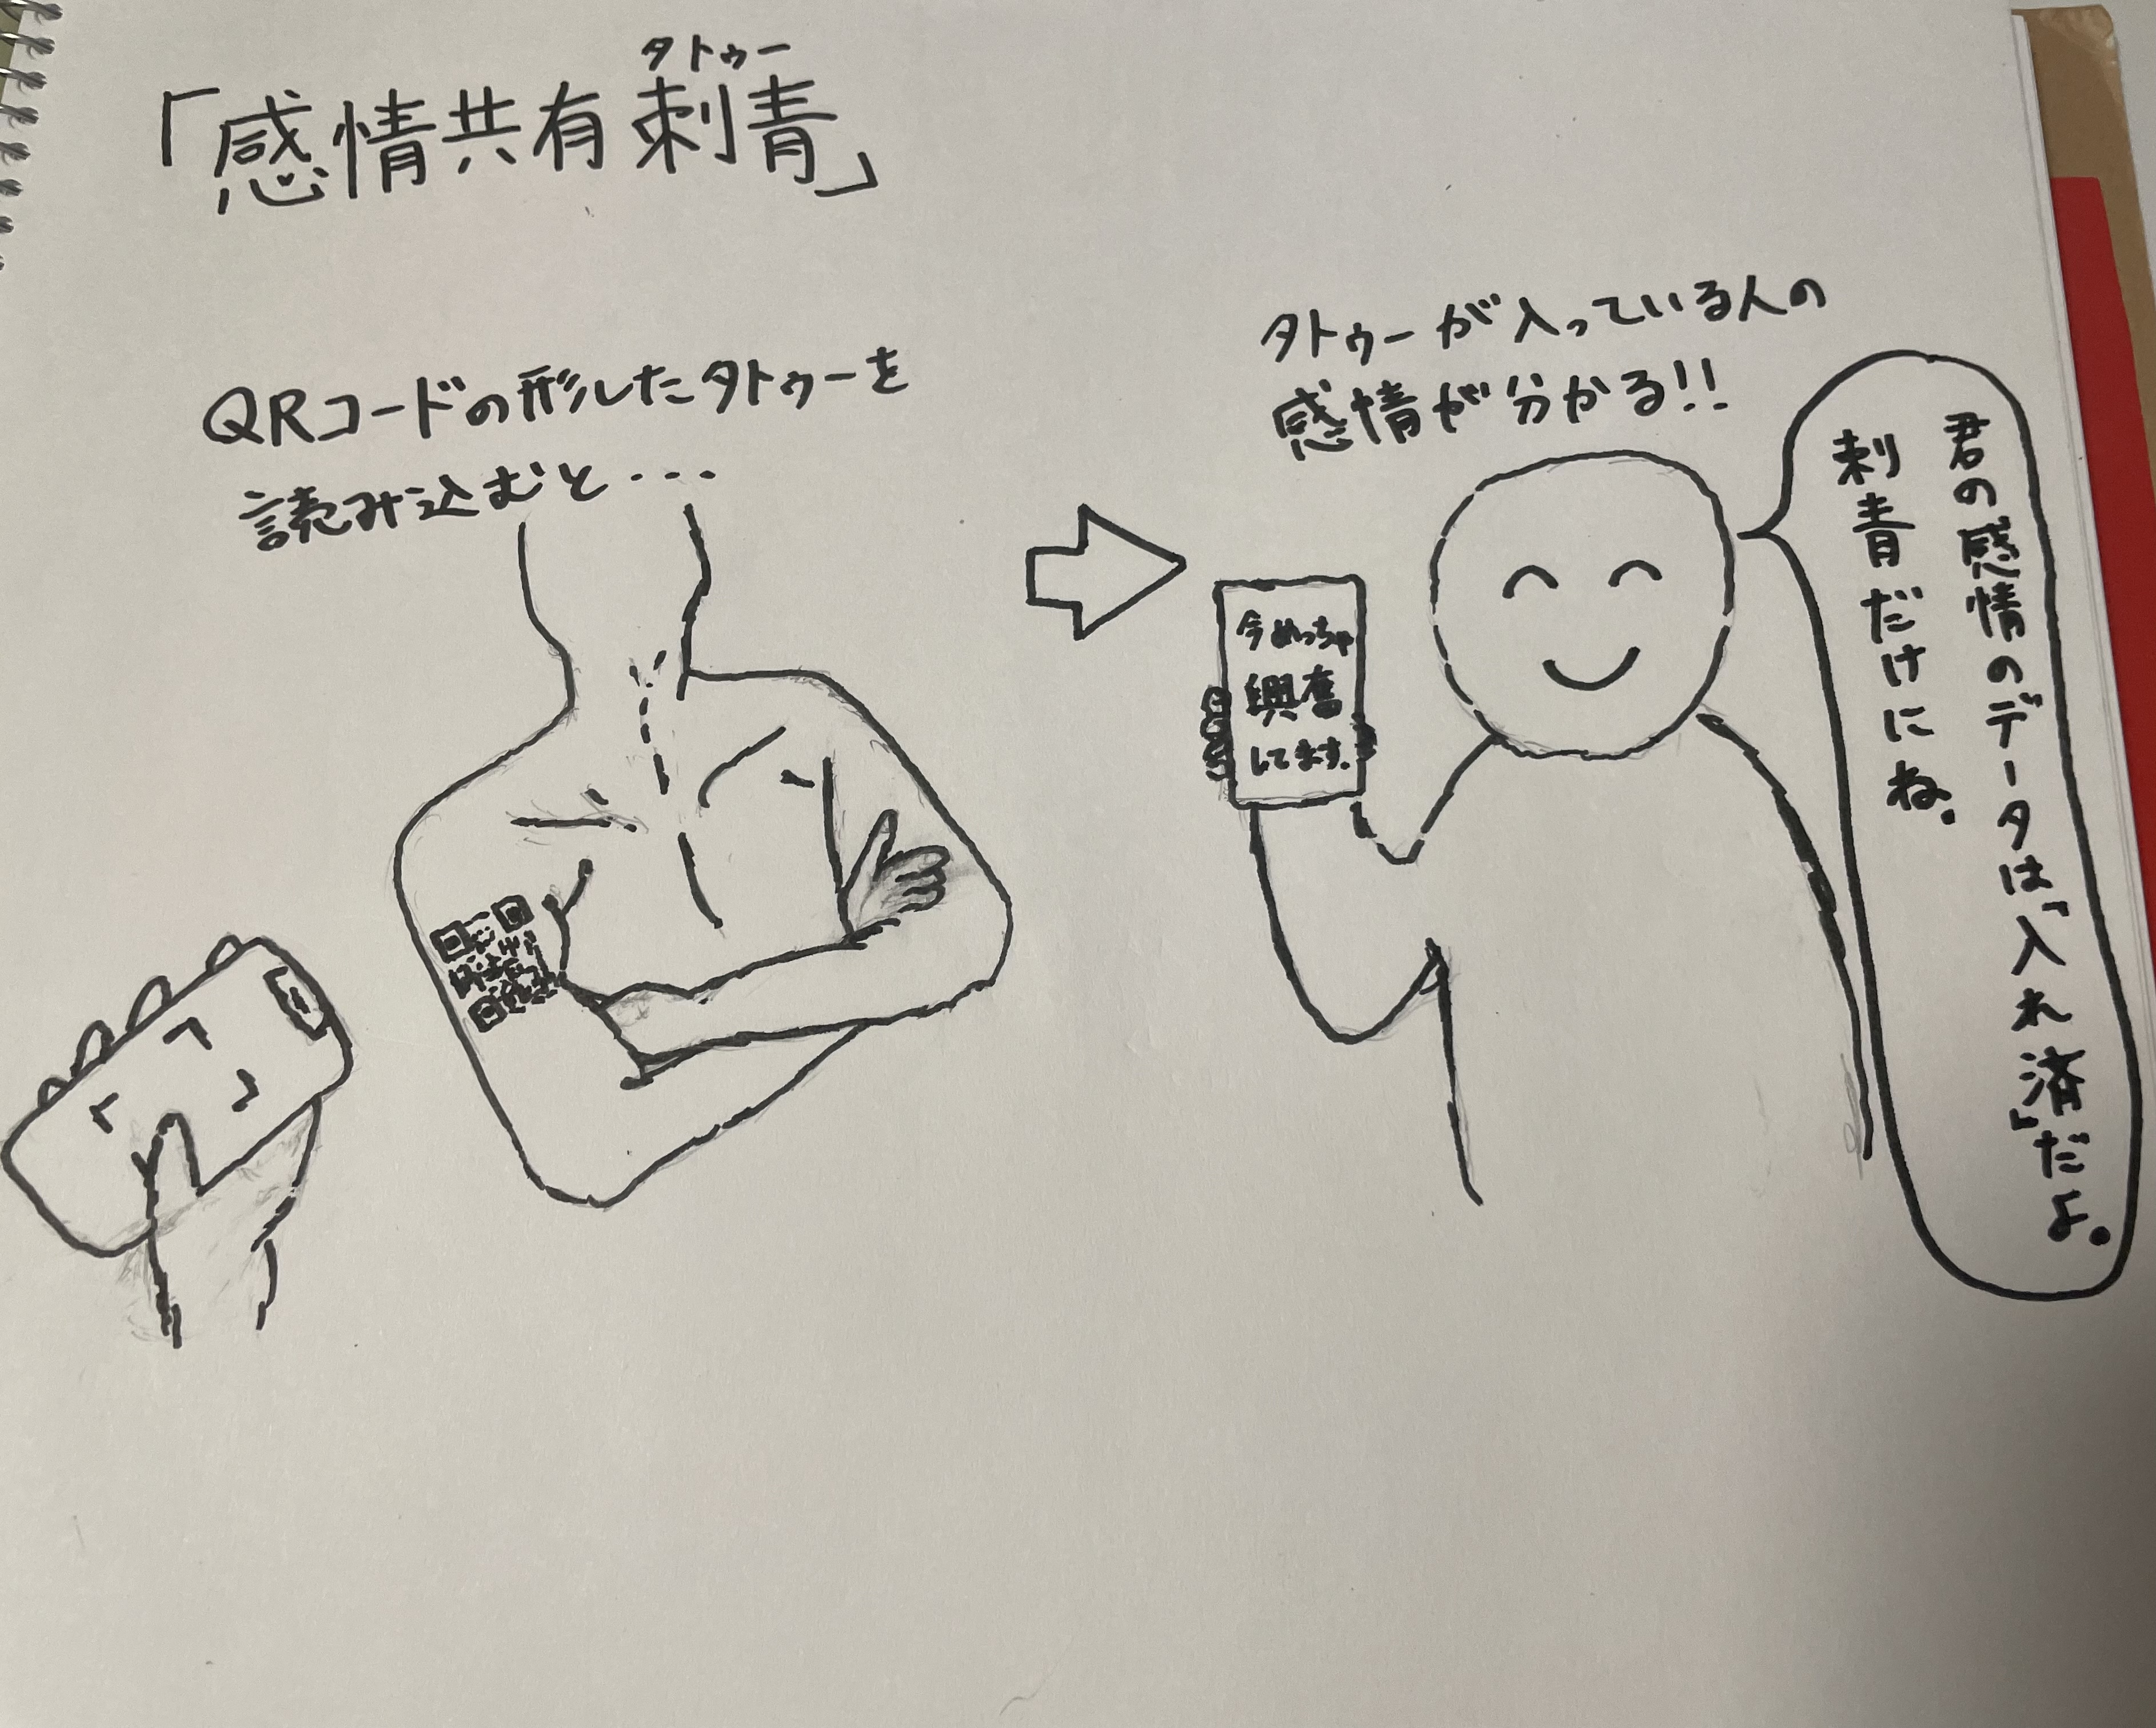 タトゥー
「感情共有刺青」
QRコードの形したタトゥーを
読み込むと・・・
タトゥーが入っている人の
感情が分かる!!
今めっちゃ
興奮
してます.
君の感情のデータは「入れ済」だよ。
刺青だけにね。